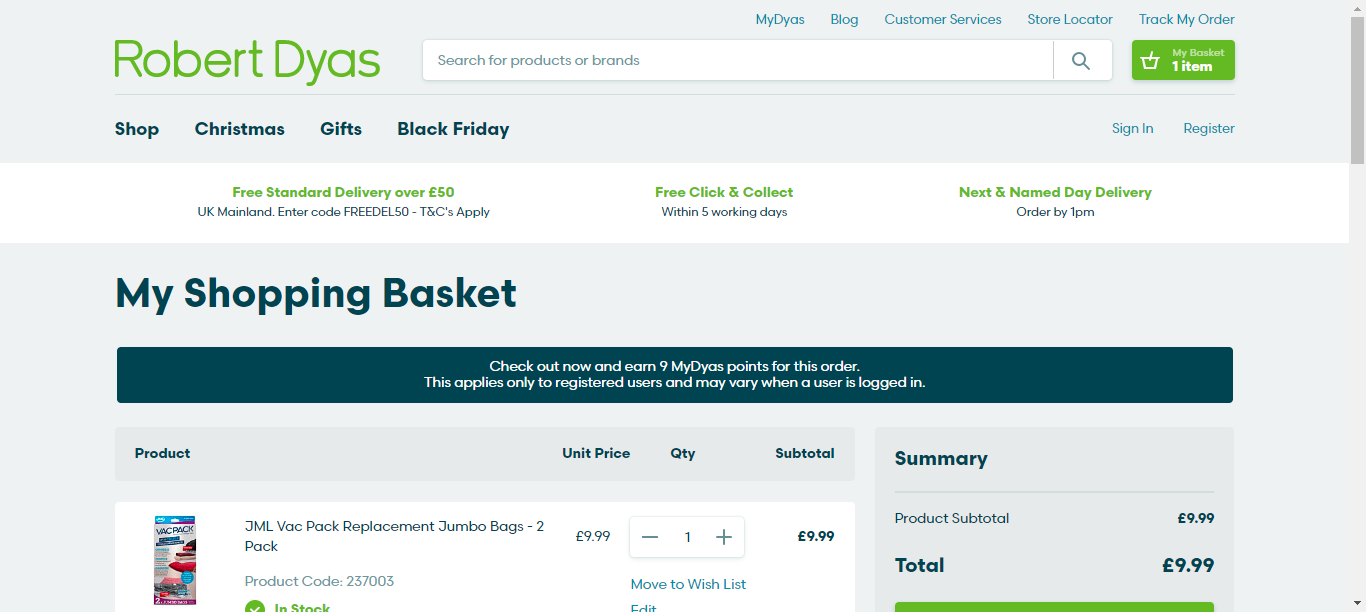 MyDyas Blog Customer Services Store Locator Track My Order
Robert Dyas
Search for products or brands
My Basket
1 item
Shop Christmas Gifts Black Friday
Sign In Register
Free Standard Delivery over £50
UK Mainland. Enter code FREEDEL50 - T&C's Apply
Free Click & Collect
Within 5 working days
Next & Named Day Delivery
Order by 1pm
My Shopping Basket
Check out now and earn 9 MyDyas points for this order.
This applies only to registered users and may vary when a user is logged in.
Product Unit Price Qty Subtotal
VACPACK
JML Vac Pack Replacement Jumbo Bags - 2
Pack
£9.99 1 £9.99
Product Code: 237003
Move to Wish List
In Stock
Edit
Summary
Product Subtotal £9.99
Total £9.99